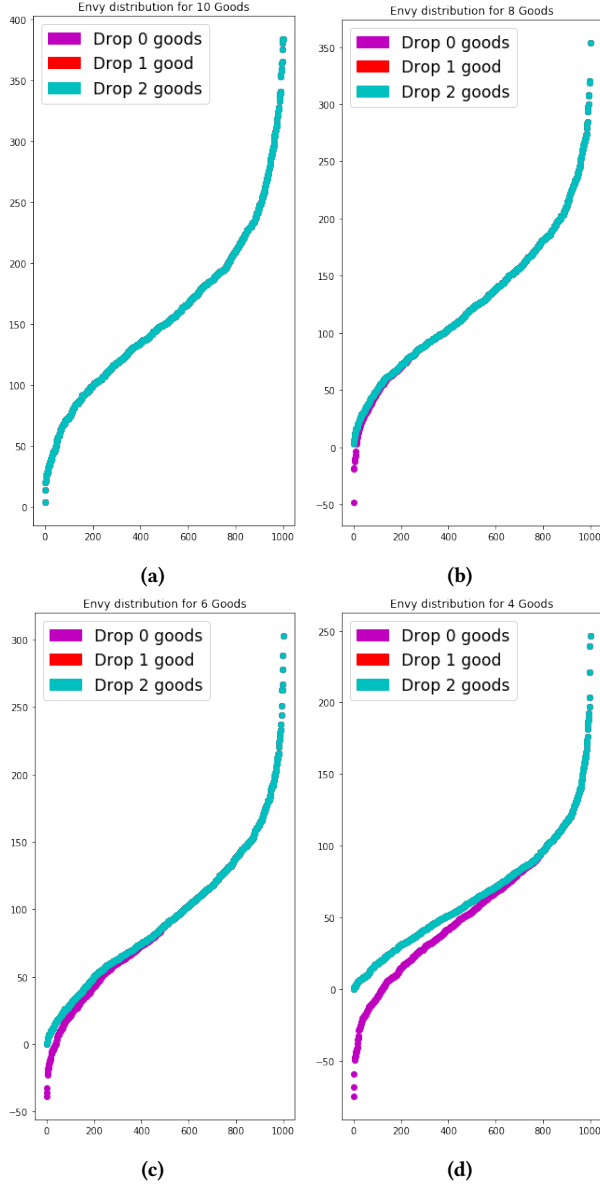 Envy distribution for 10 Goods
Drop 0 goods
Drop 1 good
Drop 2 goods
400
350
300
250
200
150
100
50
0
0 200 400 600 800 1000
(a)
Envy distribution for 8 Goods
Drop 0 goods
Drop 1 good
Drop 2 goods
350
300
250
200
150
100
50
0
−50
0 200 400 600 800 1000
(b)
Envy distribution for 6 Goods
Drop 0 goods
Drop 1 good
Drop 2 goods
300
250
200
150
100
50
0
−50
0 200 400 600 800 1000
(c)
Envy distribution for 4 Goods
Drop 0 goods
Drop 1 good
Drop 2 goods
250
200
150
100
50
0
−50
0 200 400 600 800 1000
(d)